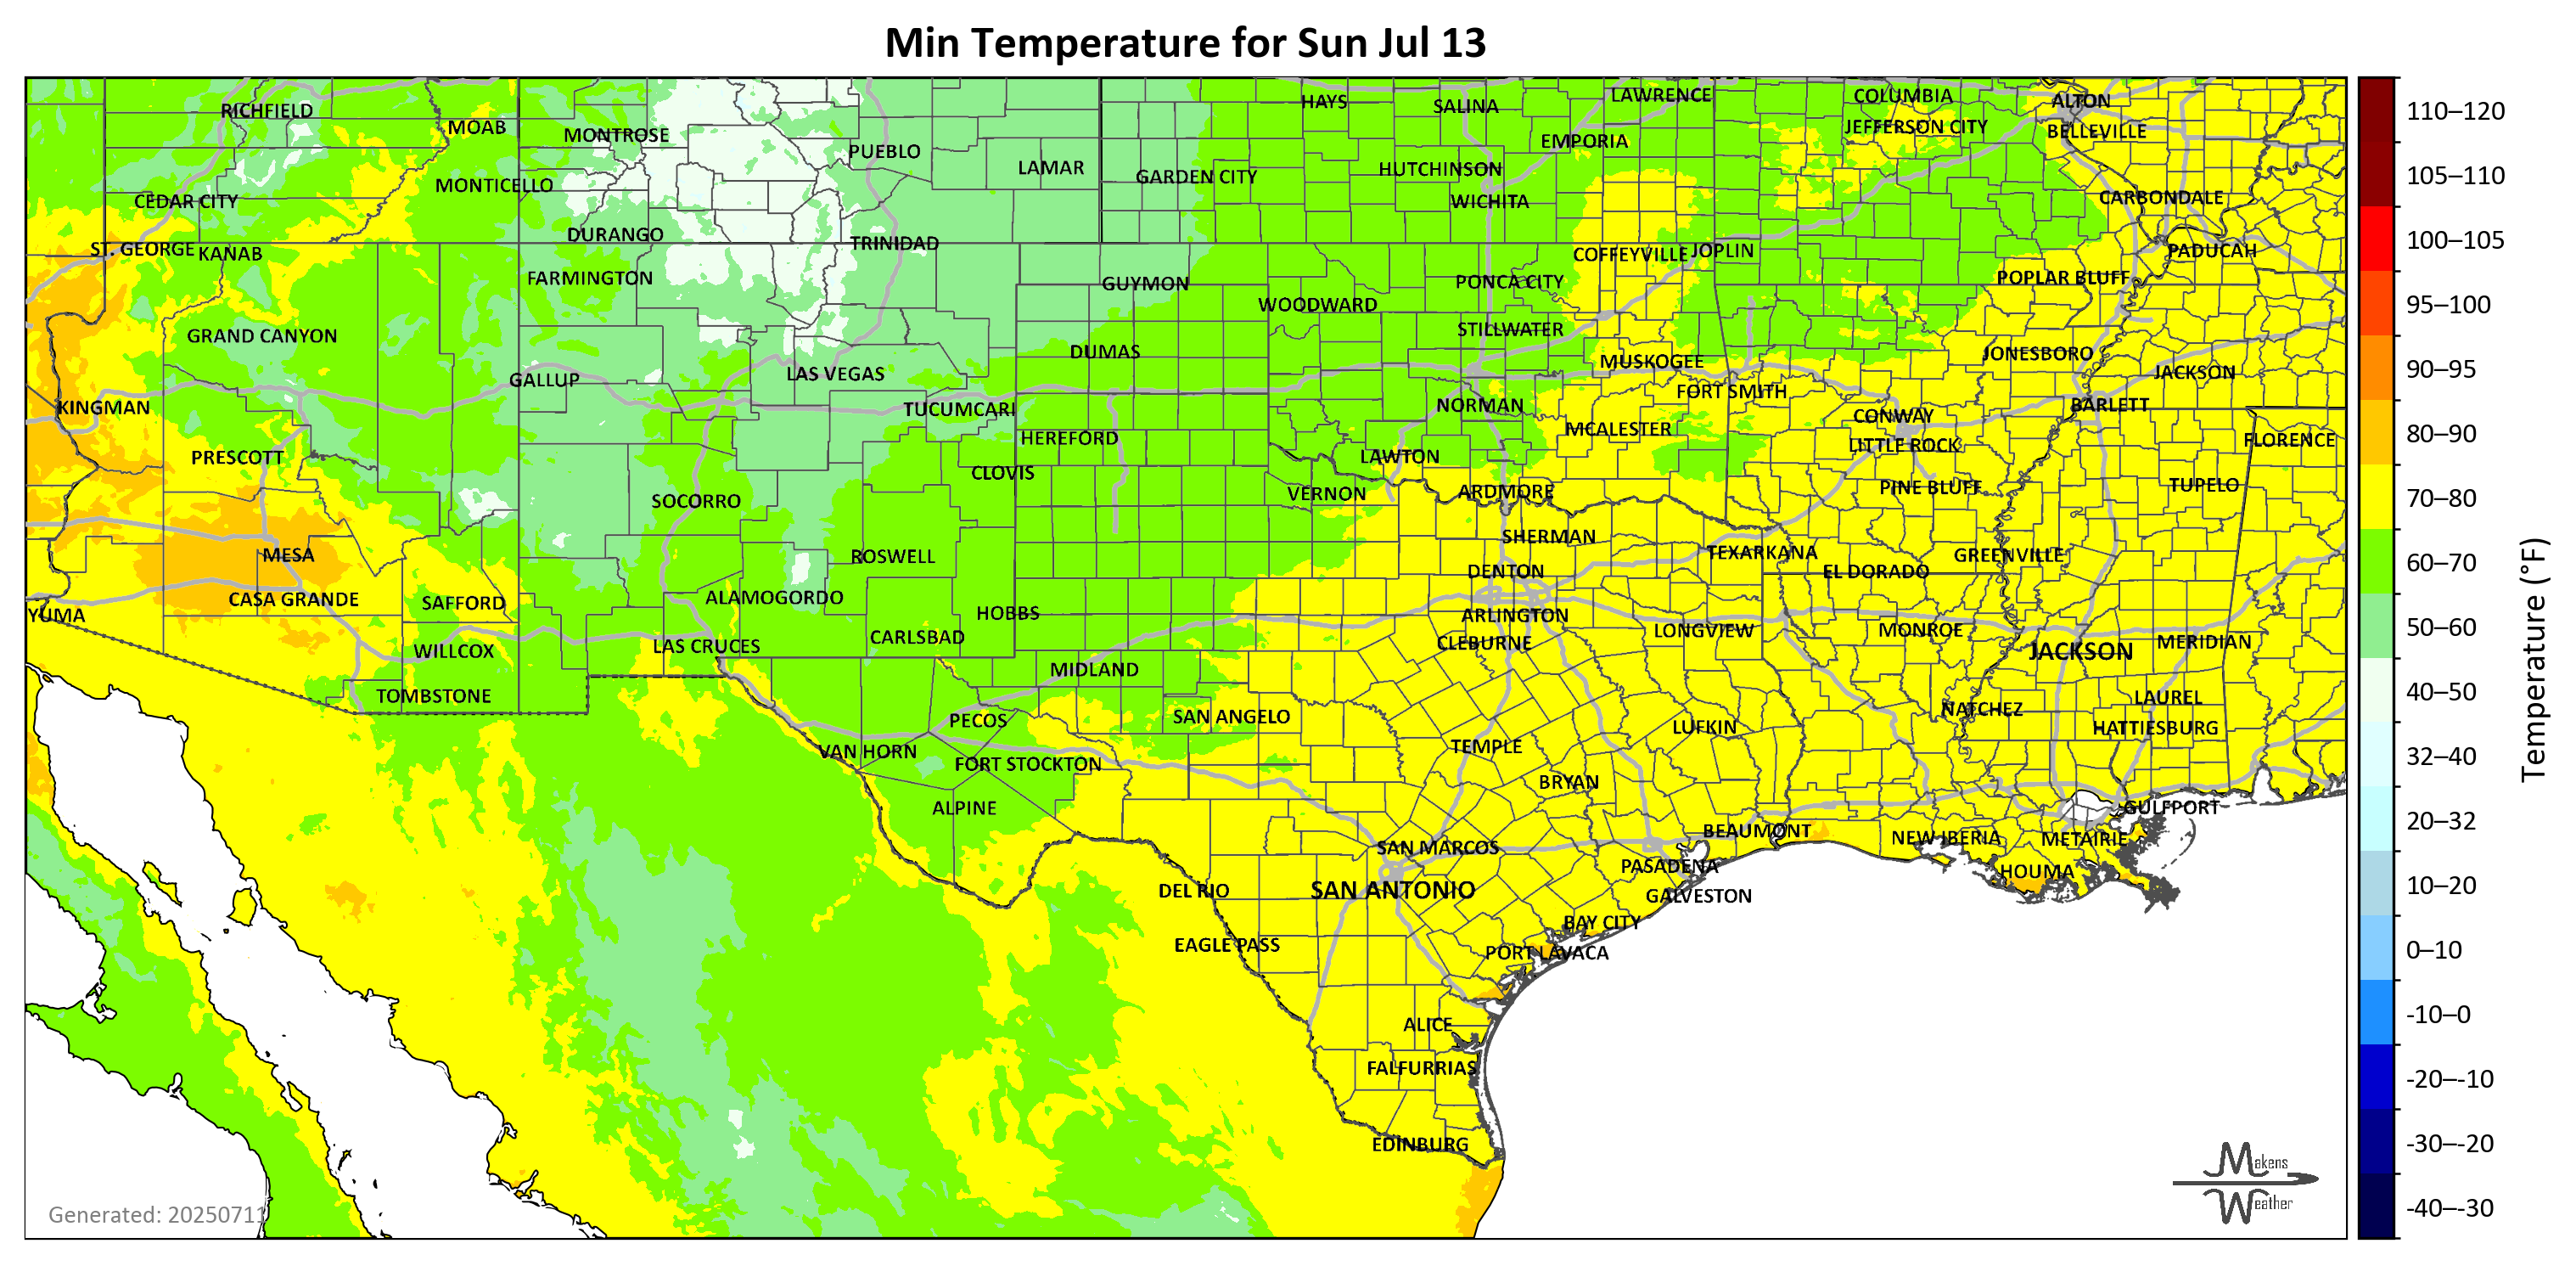 Min Temperature for Sun Jul 13
RICHFIELD
MOAB
MONTROSE
PUEBLO
LAMAR
GARDEN CITY
HAYS
SALINA
LAWRENCE
EMPORIA
HUTCHINSON
WICHITA
COLUMBIA
JEFFERSON CITY
ALTON
BELLEVILLE
CARBONDALE
MONTICELLO
CEDAR CITY
DURANGO
TRINIDAD
ST. GEORGE
KANAB
FARMINGTON
GUYMON
WOODWARD
PONCA CITY
COFFEYVILLE
JOPLIN
POPLAR BLUFF
PADUCAH
GRAND CANYON
STILLWATER
DUMAS
MUSKOGEE
JONESBORO
JACKSON
GALLUP
LAS VEGAS
FORT SMITH
KINGMAN
TUCUMCARI
NORMAN
CONWAY
BARLETT
HEREFORD
MCALESTER
LITTLE ROCK
FLORENCE
PRESCOTT
CLOVIS
LAWTON
SOCORRO
VERNON
ARDMORE
PINE BLUFF
TUPELO
SHERMAN
MESA
ROSWELL
TEXARKANA
GREENVILLE
DENTON
EL DORADO
CASA GRANDE
SAFFORD
ALAMOGORDO
HOBBS
YUMA
ARLINGTON
CLEBURNE
LONGVIEW
MONROE
CARLSBAD
WILLCOX
LAS CRUCES
JACKSON
MERIDIAN
MIDLAND
TOMBSTONE
LAUREL
NATCHEZ
PECOS
SAN ANGELO
LUFKIN
HATTIESBURG
VAN HORN
FORT STOCKTON
TEMPLE
BRYAN
ALPINE
GULFPORT
BEAUMONT
NEW IBERIA
METAIRIE
SAN MARCOS
PASADENA
HOUMA
DEL RIO
SAN ANTONIO
GALVESTON
BAY CITY
EAGLE PASS
PORT LAVACA
ALICE
FALFURRIAS
EDINBURG
Generated: 20250711
Makens
Weather
110–120
105–110
100–105
95–100
90–95
80–90
70–80
60–70
50–60
40–50
32–40
20–32
10–20
0–10
-10–0
-20–-10
-30–-20
-40–-30
Temperature (°F)